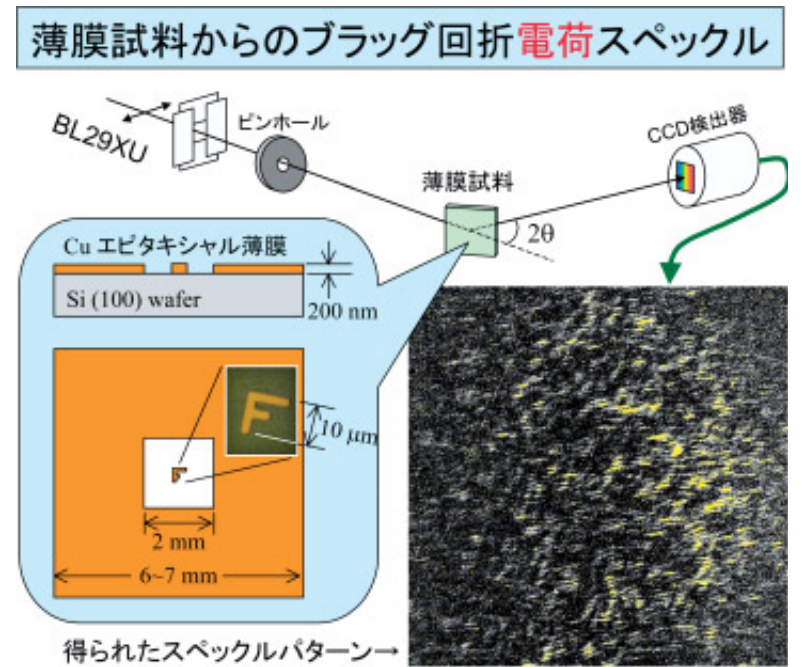 薄膜試料からのブラッグ回折電荷スペックル
BL29XU
ピンホール
CCD検出器
薄膜試料
2θ
Cu エピタキシャル薄膜
Si (100) wafer
200 nm
F
10 μm
F
2 mm
6~7 mm
得られたスペックルパターン→